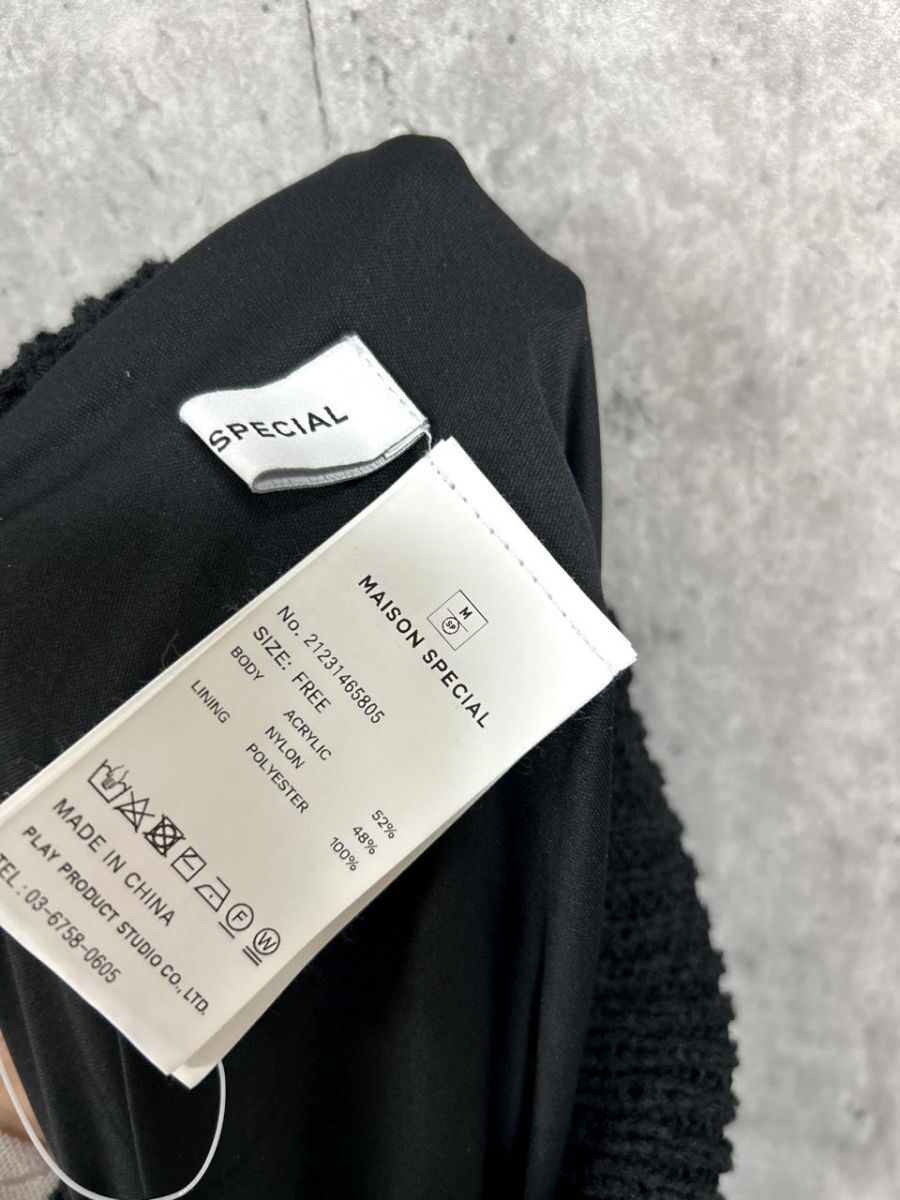 SPECIAL
M
SP
MAISON SPECIAL
No. 21231465805
SIZE: FREE
BODY ACRYLIC 52%
NYLON 48%
LINING POLYESTER 100%
F W
MADE IN CHINA
PLAY PRODUCT STUDIO CO., LTD.
TEL: 03-6758-0605